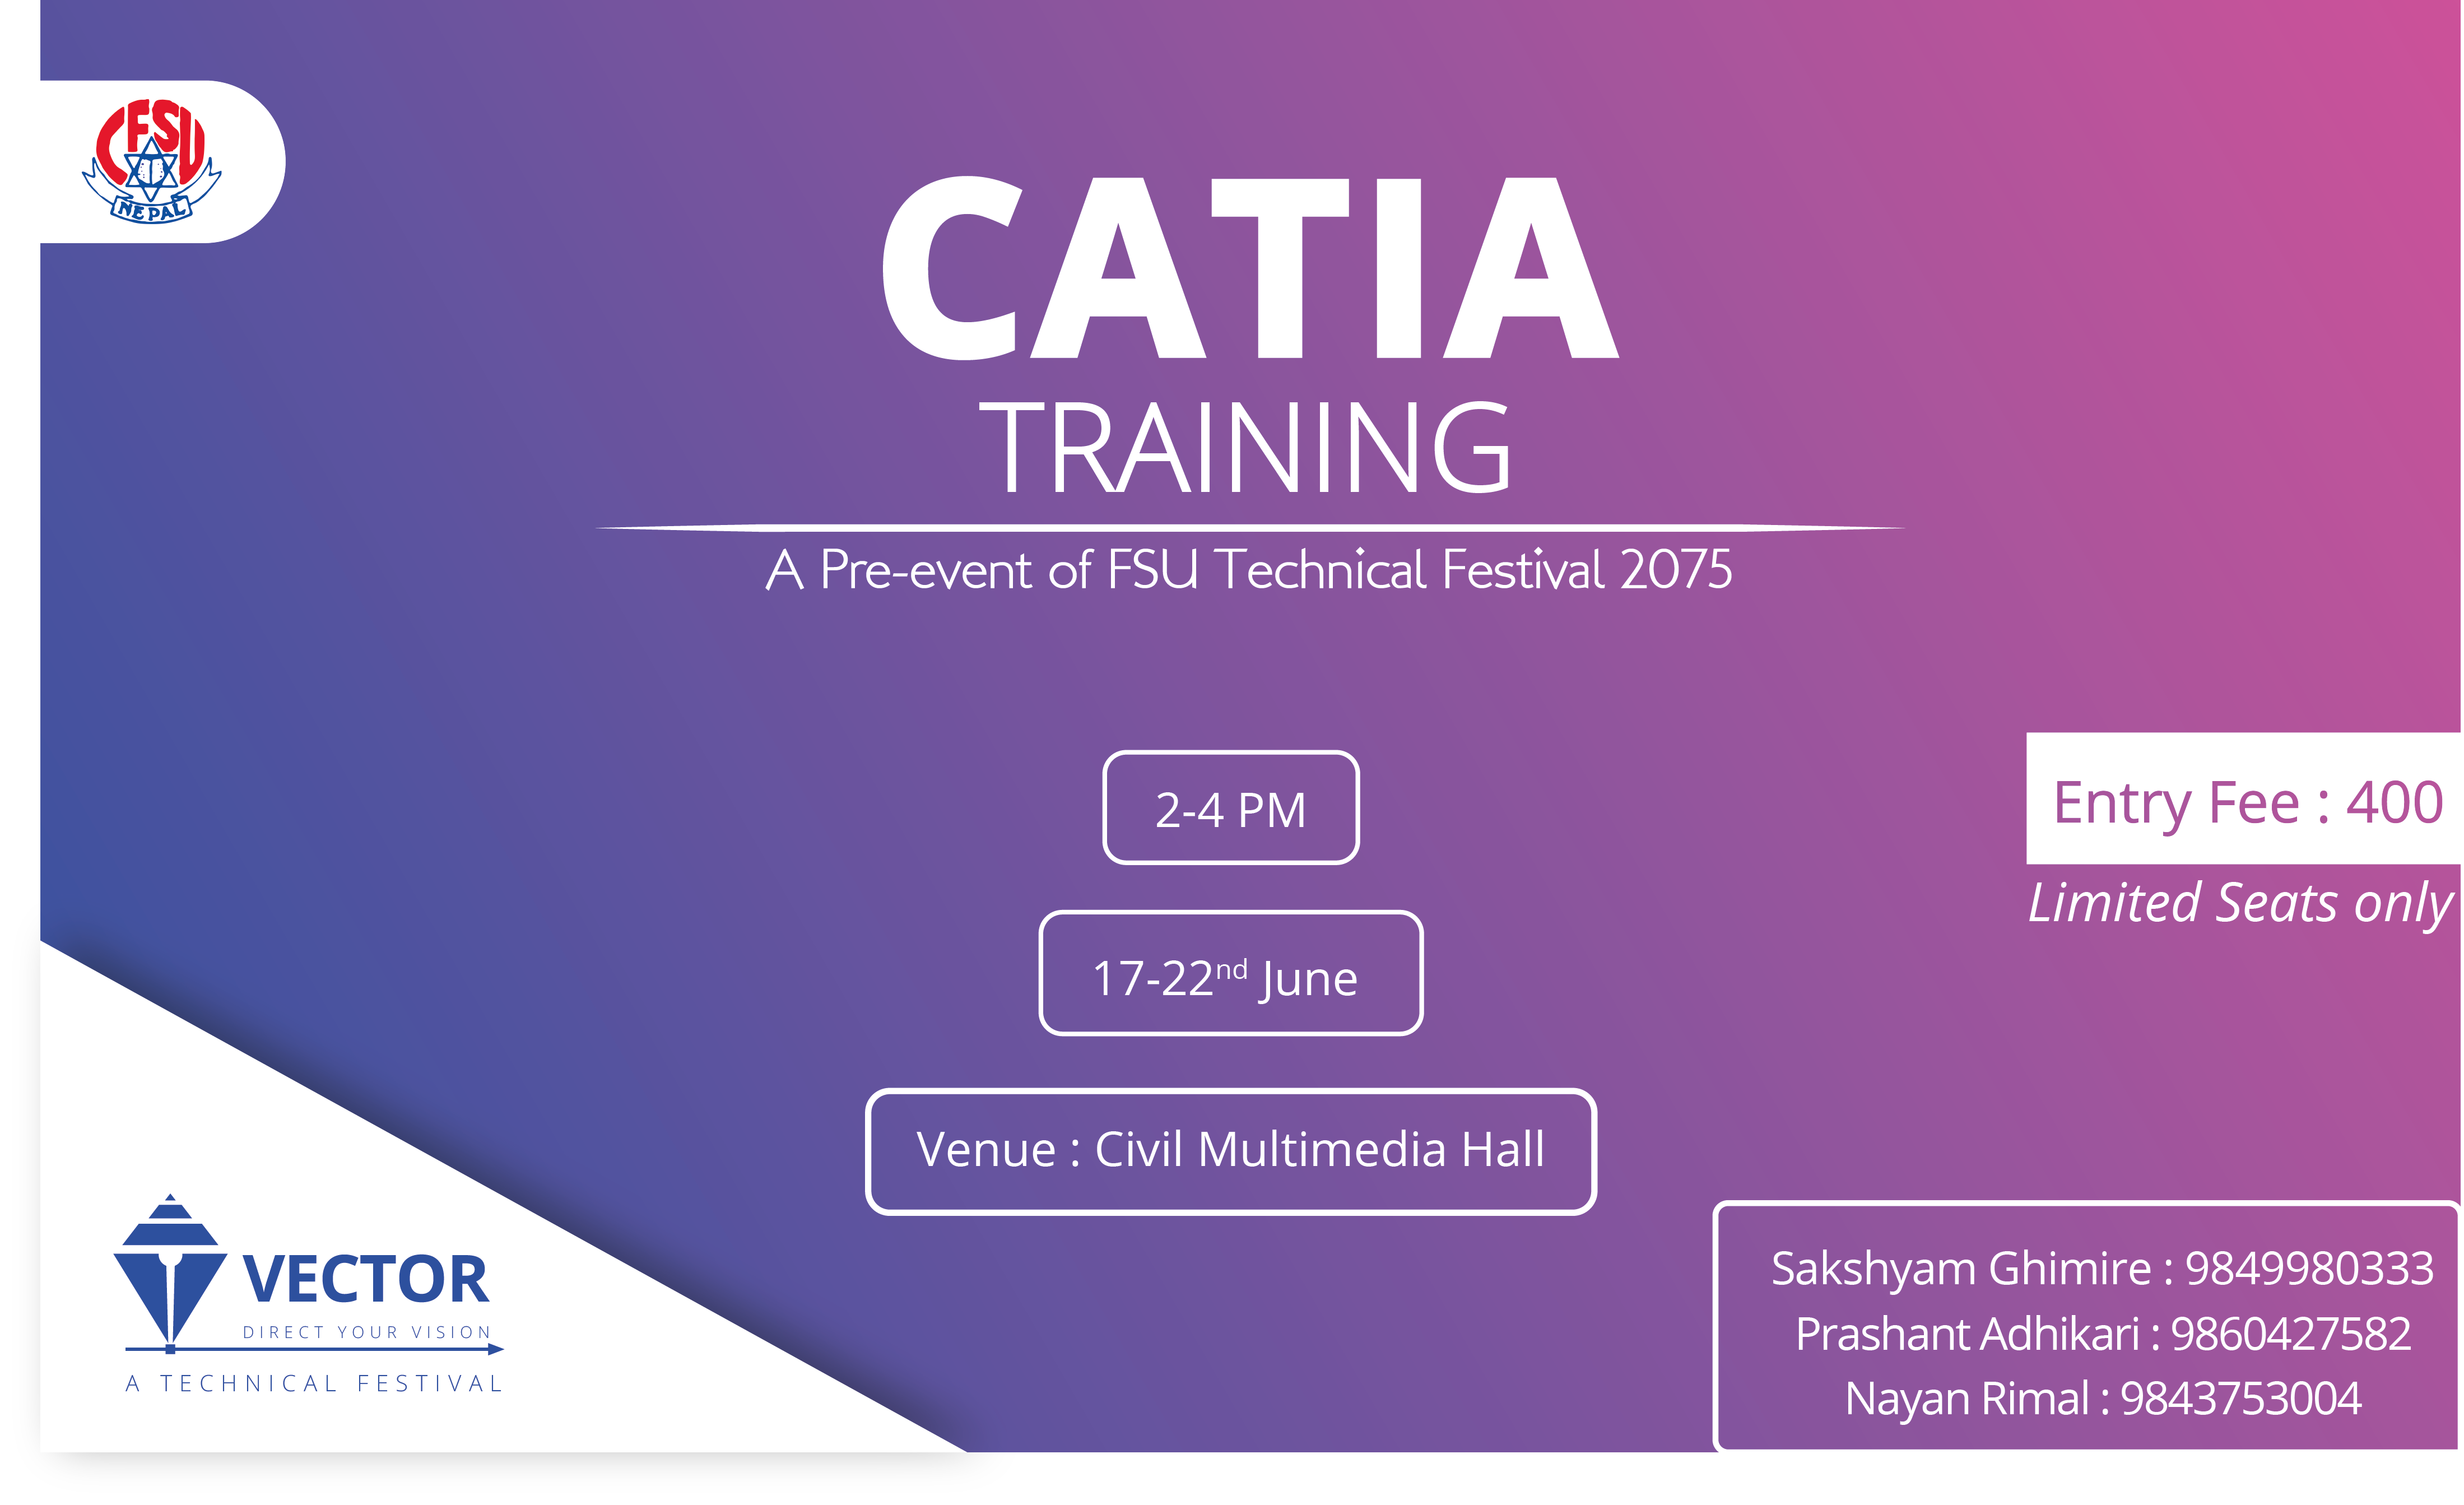 CFSU
NEPAL
CATIA
TRAINING
A Pre-event of FSU Technical Festival 2075
2-4 PM
17-22nd June
Venue : Civil Multimedia Hall
Entry Fee : 400
Limited Seats only
VECTOR
DIRECT YOUR VISION
A TECHNICAL FESTIVAL
Sakshyam Ghimire : 9849980333
Prashant Adhikari : 9860427582
Nayan Rimal : 9843753004